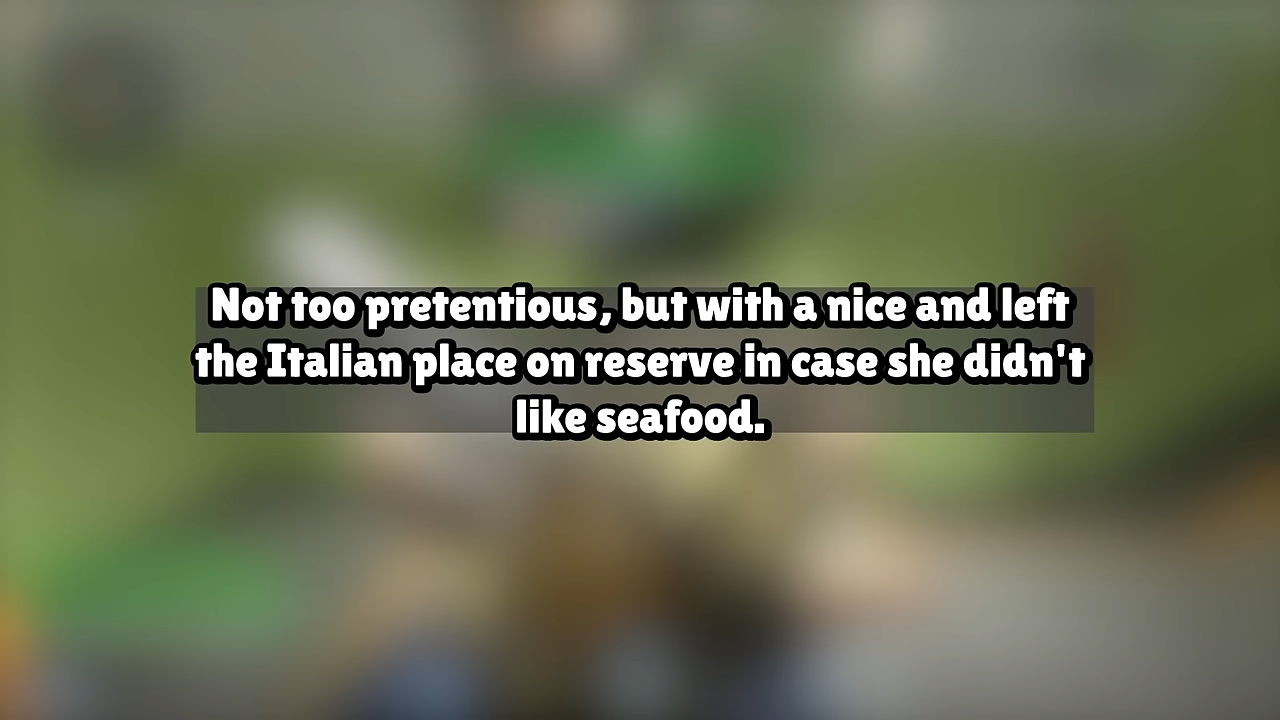 Not too pretentious, but with a nice and left
the Italian place on reserve in case she didn't
like seafood.